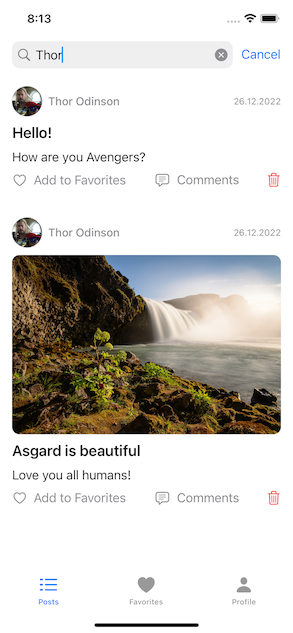 8:13
Thor
Cancel
Thor Odinson
26.12.2022
Hello!
How are you Avengers?
Add to Favorites
Comments
Thor Odinson
26.12.2022
Asgard is beautiful
Love you all humans!
Add to Favorites
Comments
Posts
Favorites
Profile